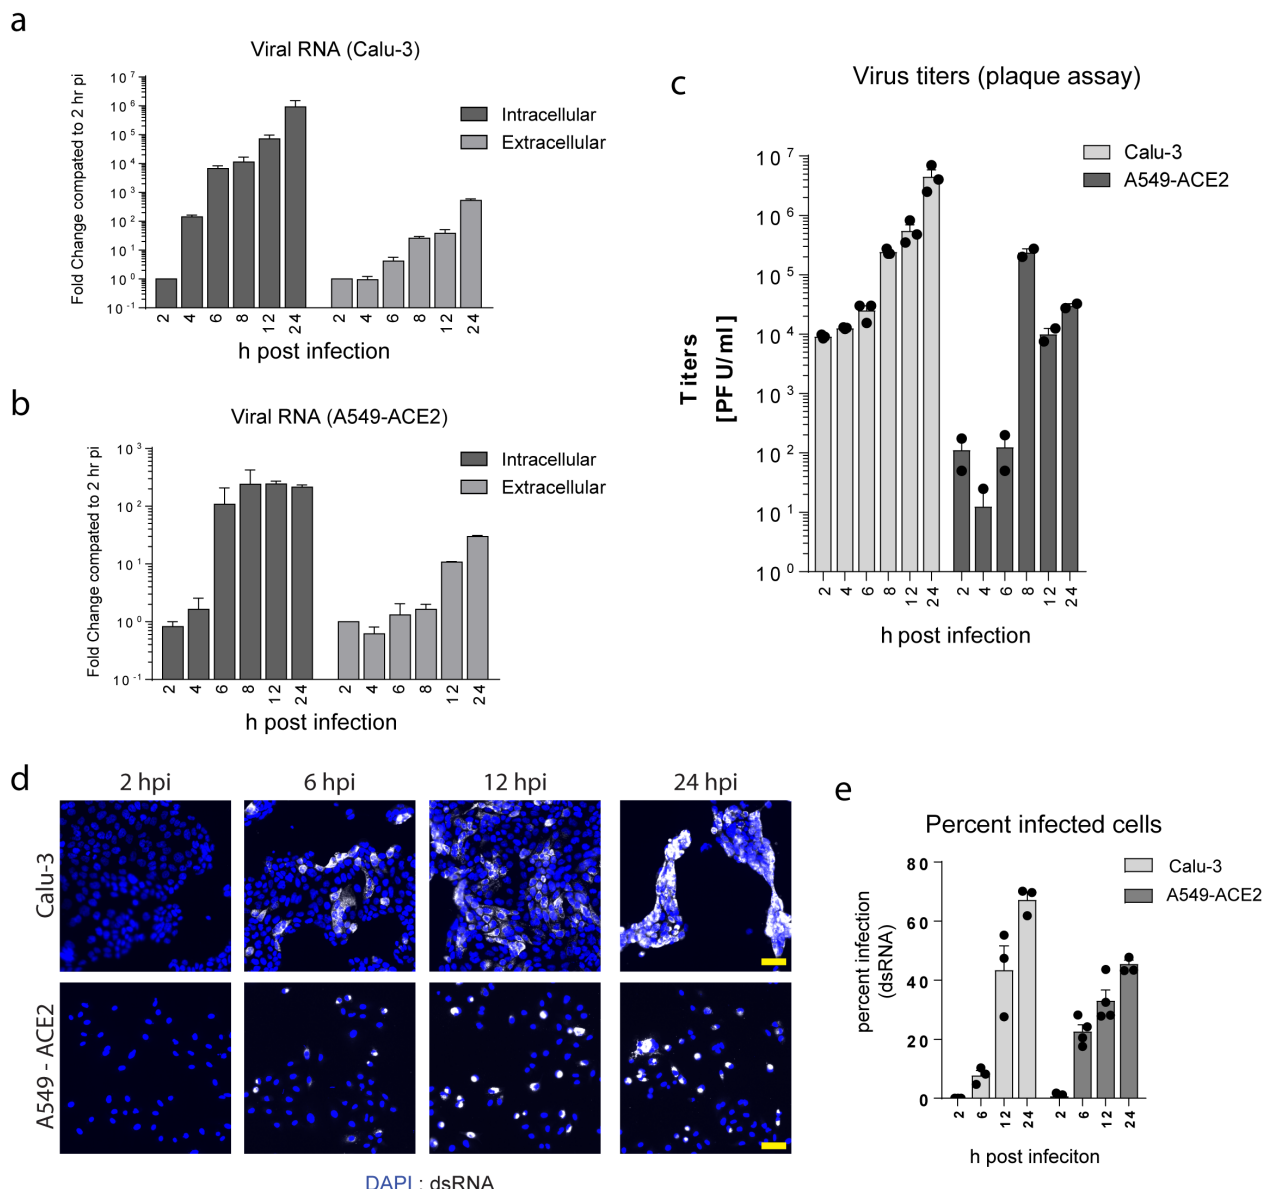 a
Viral RNA (Calu-3)
Fold Change compated to 2 hr pi
10^7
10^6
10^5
10^4
10^3
10^2
10^1
10^0
10^-1
Intracellular
Extracellular
2 4 6 8 12 24 2 4 6 8 12 24
h post infection
b
Viral RNA (A549-ACE2)
Fold Change compated to 2 hr pi
10^3
10^2
10^1
10^0
10^-1
Intracellular
Extracellular
2 4 6 8 12 24 2 4 6 8 12 24
h post infection
c
Virus titers (plaque assay)
Titers
[PFU/ml]
10^7
10^6
10^5
10^4
10^3
10^2
10^1
10^0
Calu-3
A549-ACE2
2 4 6 8 12 24 2 4 6 8 12 24
h post infection
d
2 hpi 6 hpi 12 hpi 24 hpi
Calu-3
A549 - ACE2
DAPI ; dsRNA
e
Percent infected cells
percent infection
(dsRNA)
80
60
40
20
0
Calu-3
A549-ACE2
2 6 12 24 2 6 12 24
h post infeciton